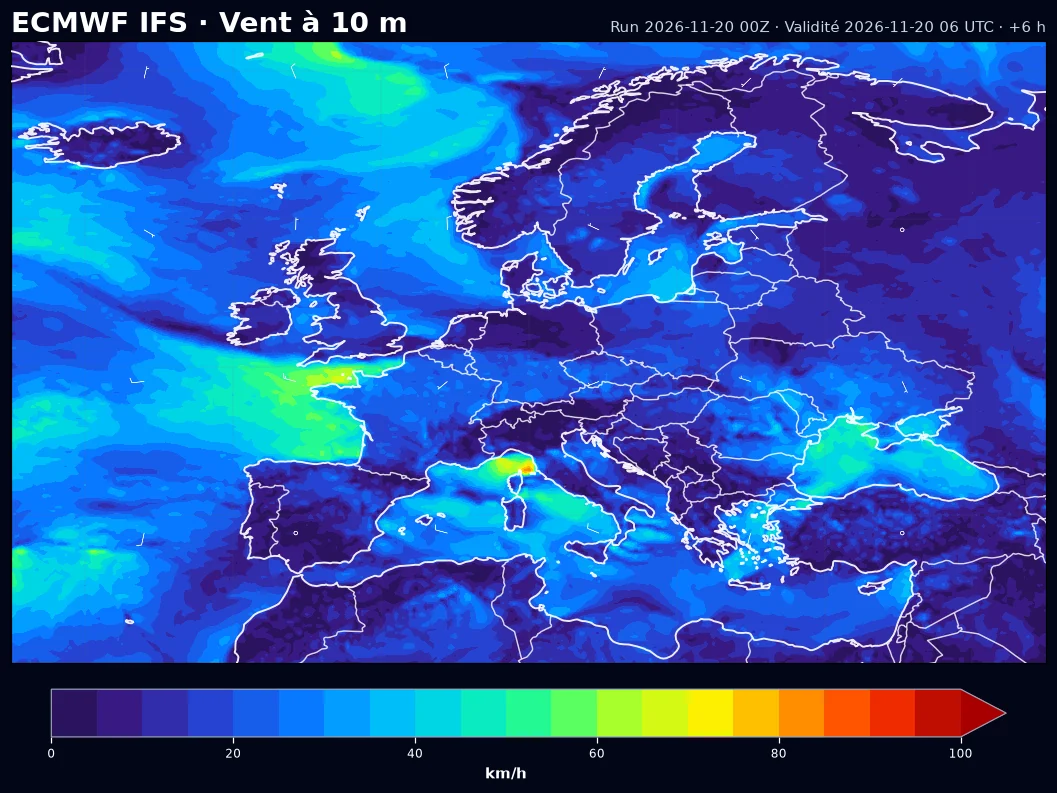 ECMWF IFS · Vent à 10 m
Run 2026-11-20 00Z · Validité 2026-11-20 06 UTC · +6 h
0 20 40 60 80 100
km/h